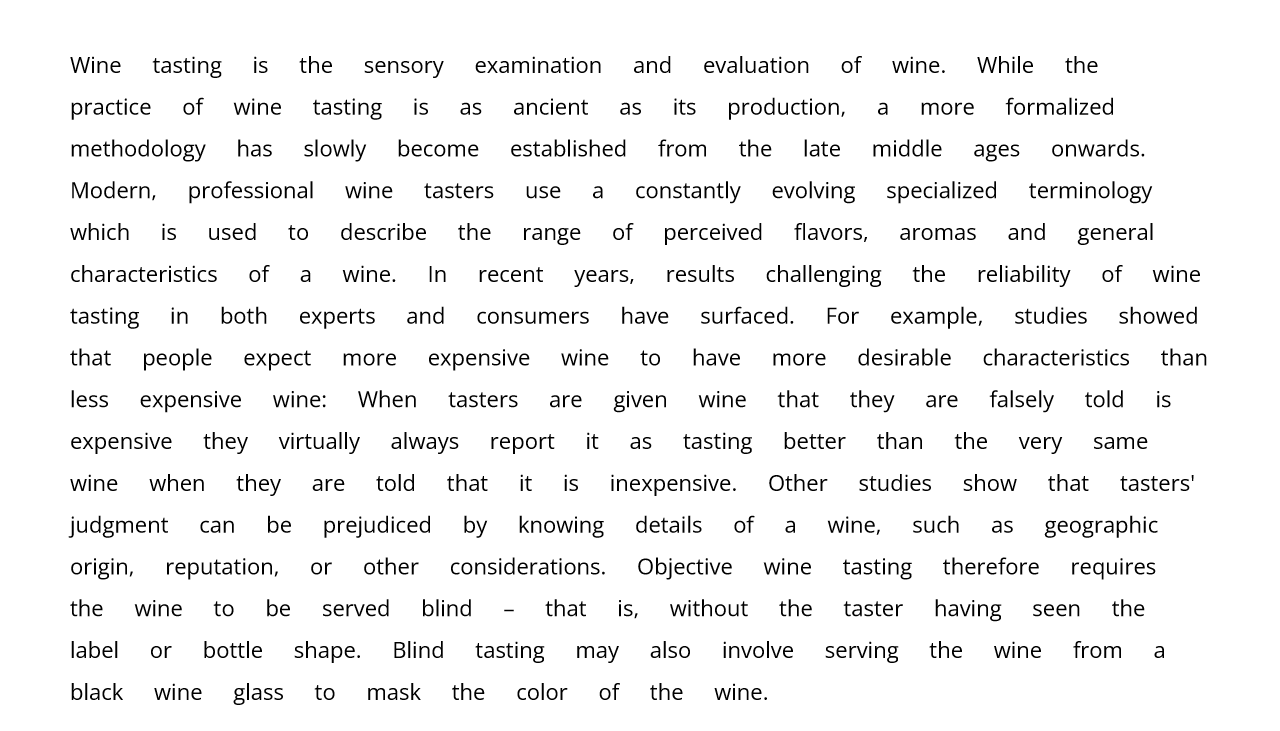 Wine tasting is the sensory examination and evaluation of wine. While the
practice of wine tasting is as ancient as its production, a more formalized
methodology has slowly become established from the late middle ages onwards.
Modern, professional wine tasters use a constantly evolving specialized terminology
which is used to describe the range of perceived flavors, aromas and general
characteristics of a wine. In recent years, results challenging the reliability of wine
tasting in both experts and consumers have surfaced. For example, studies showed
that people expect more expensive wine to have more desirable characteristics than
less expensive wine: When tasters are given wine that they are falsely told is
expensive they virtually always report it as tasting better than the very same
wine when they are told that it is inexpensive. Other studies show that tasters'
judgment can be prejudiced by knowing details of a wine, such as geographic
origin, reputation, or other considerations. Objective wine tasting therefore requires
the wine to be served blind – that is, without the taster having seen the
label or bottle shape. Blind tasting may also involve serving the wine from a
black wine glass to mask the color of the wine.